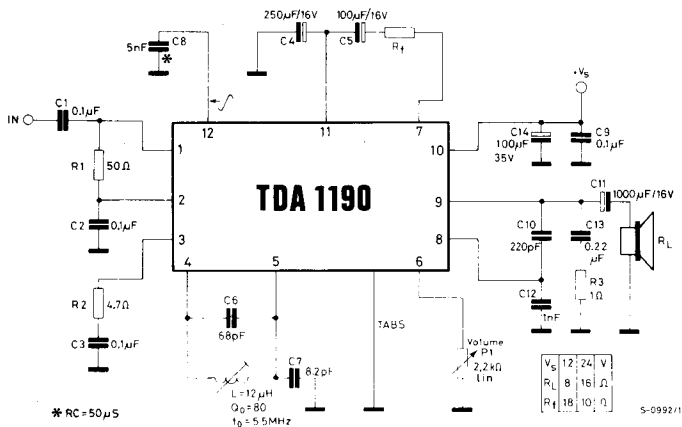 250µF/16V
100µF/16V
C8
5nF
*
C4
C5
Rf
+Vs
C1
0.1µF
IN
12
11
7
R1
50Ω
1
10
C14
100µF
35V
C9
0.1µF
TDA 1190
C11
1000µF/16V
2
9
C2
0.1µF
C10
220pF
C13
0.22
µF
RL
3
8
R2
4.7Ω
4
5
6
C12
1nF
R3
1Ω
C6
68pF
TABS
C3
0.1µF
C7
8.2pF
Volume
P1
2,2kΩ
lin
L=12µH
Q0=80
f0=5.5MHz
Vs 12 24 V
RL 8 16 Ω
Rf 18 10 Ω
* RC=50µS
S-0992/1